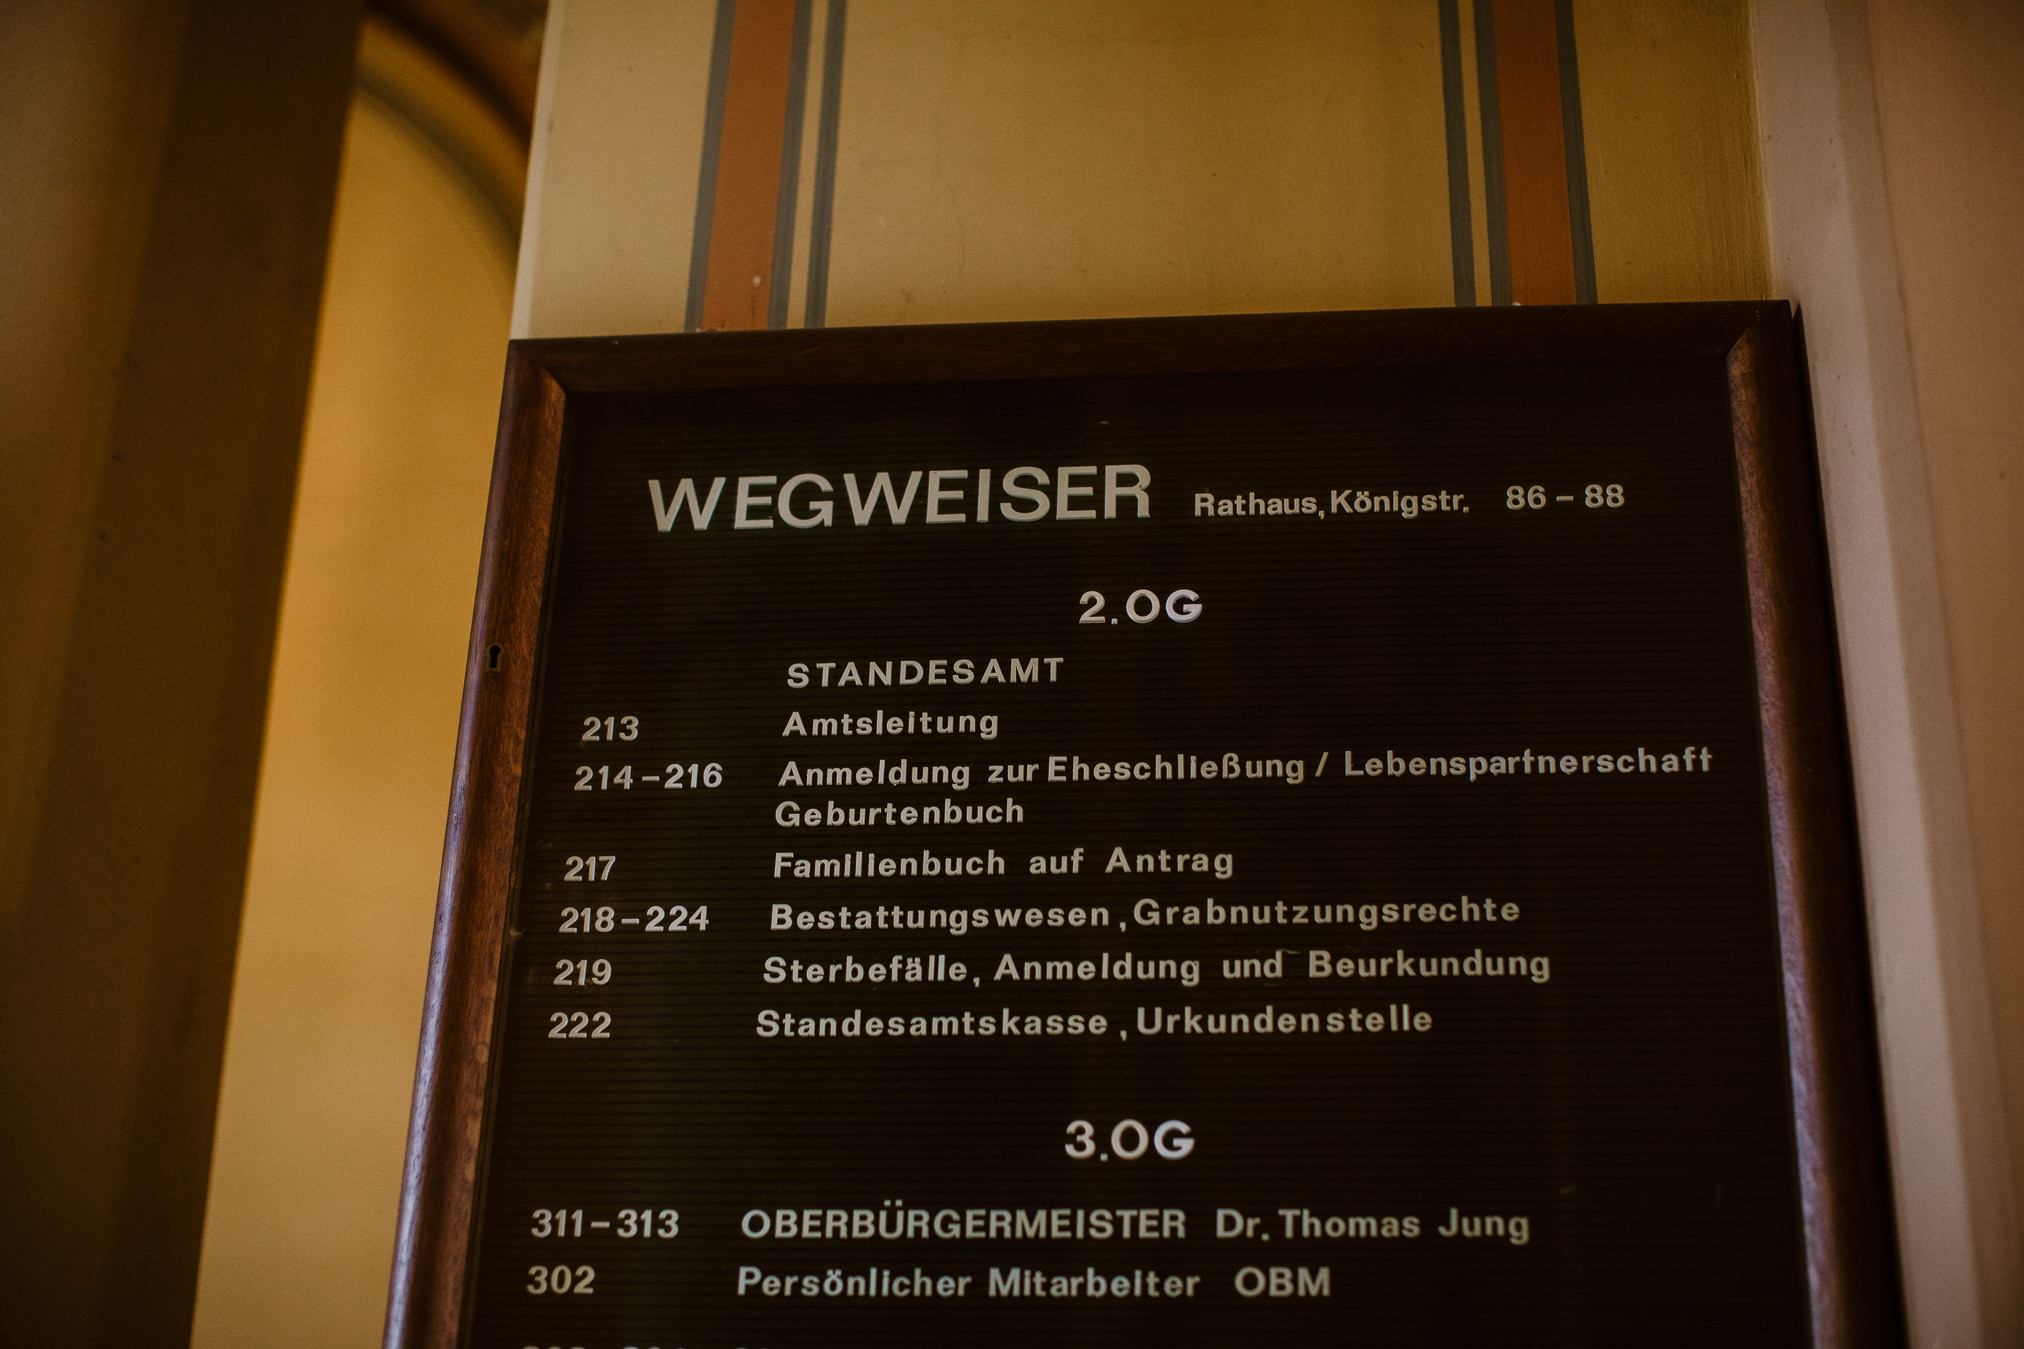 WEGWEISER Rathaus, Königstr. 86 – 88
2. OG
STANDESAMT
213 Amtsleitung
214 – 216 Anmeldung zur Eheschließung / Lebenspartnerschaft
Geburtenbuch
217 Familienbuch auf Antrag
218 – 224 Bestattungswesen, Grabnutzungsrechte
219 Sterbefälle, Anmeldung und Beurkundung
222 Standesamtskasse, Urkundenstelle
3. OG
311 – 313 OBERBÜRGERMEISTER Dr. Thomas Jung
302 Persönlicher Mitarbeiter OBM